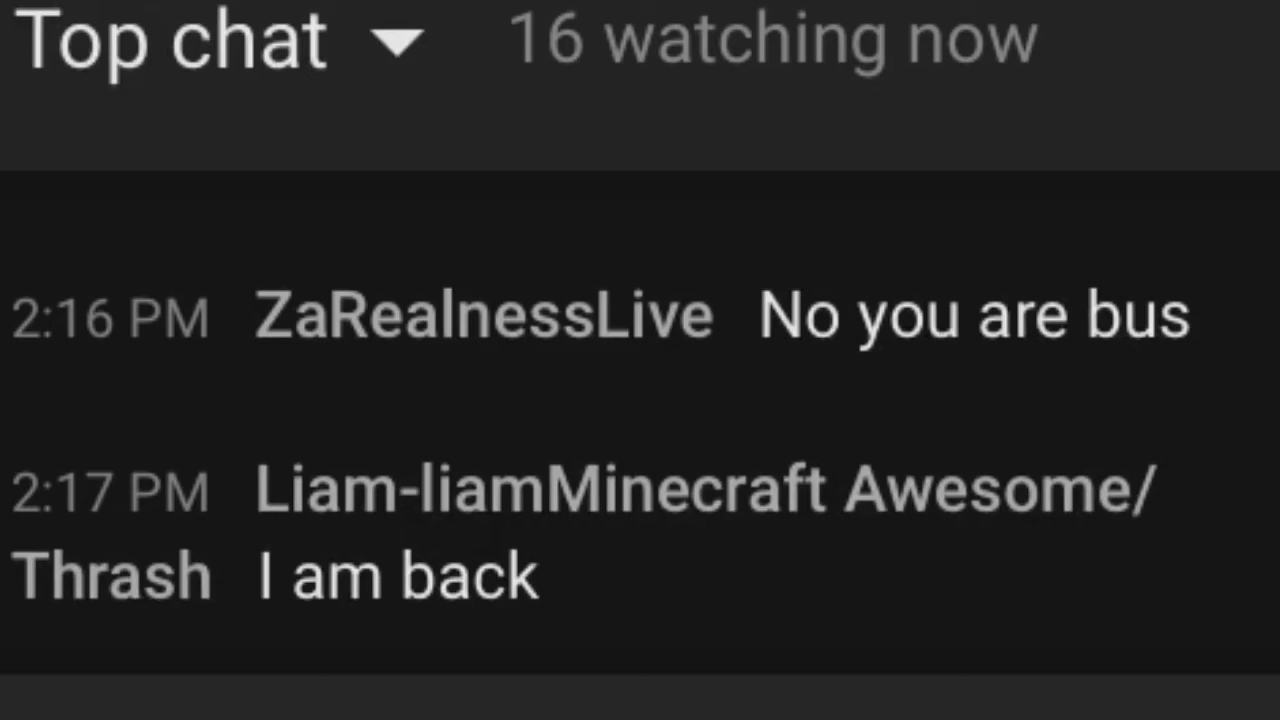 Top chat 16 watching now
2:16 PM ZaRealnessLive No you are bus
2:17 PM Liam-liamMinecraft Awesome/
Thrash I am back